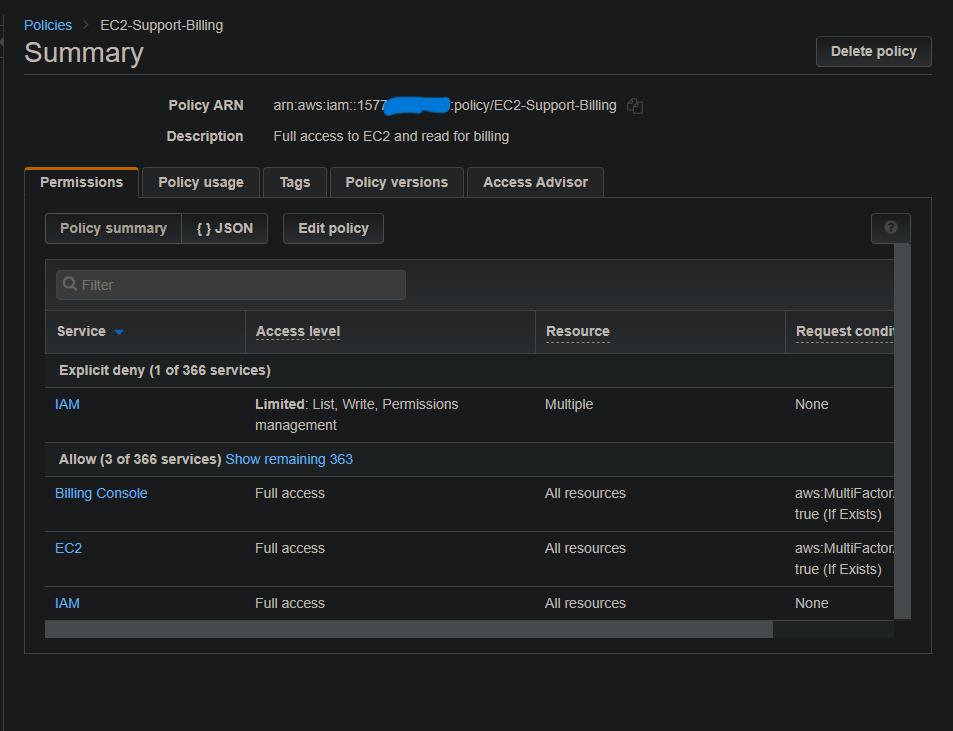 Policies > EC2-Support-Billing
Summary
Delete policy
Policy ARN arn:aws:iam::1577 :policy/EC2-Support-Billing
Description Full access to EC2 and read for billing
Permissions Policy usage Tags Policy versions Access Advisor
Policy summary { } JSON Edit policy ?
Filter
Service Access level Resource Request condi
Explicit deny (1 of 366 services)
IAM Limited: List, Write, Permissions Multiple None
management
Allow (3 of 366 services) Show remaining 363
Billing Console Full access All resources aws:MultiFactor
true (If Exists)
EC2 Full access All resources aws:MultiFactor
true (If Exists)
IAM Full access All resources None